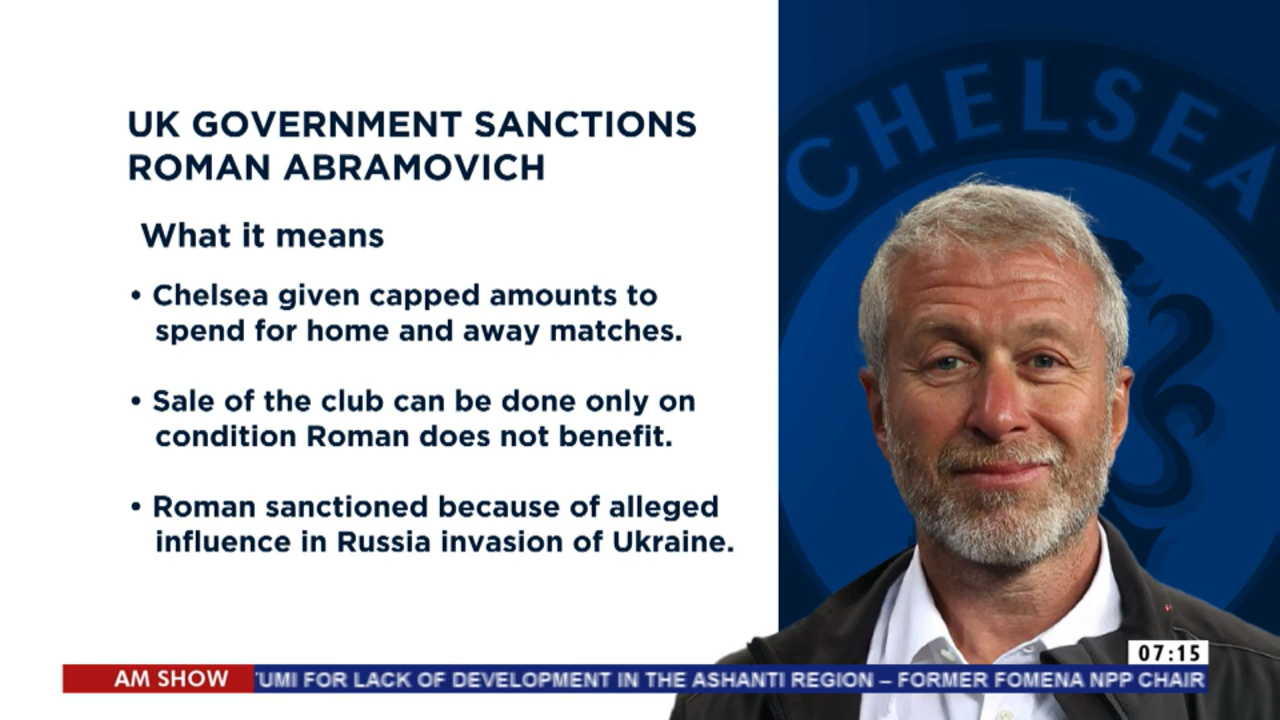 CHELSEA
UK GOVERNMENT SANCTIONS
ROMAN ABRAMOVICH
What it means
• Chelsea given capped amounts to
spend for home and away matches.
• Sale of the club can be done only on
condition Roman does not benefit.
• Roman sanctioned because of alleged
influence in Russia invasion of Ukraine.
07:15
AM SHOW
UMI FOR LACK OF DEVELOPMENT IN THE ASHANTI REGION – FORMER FOMENA NPP CHAIR